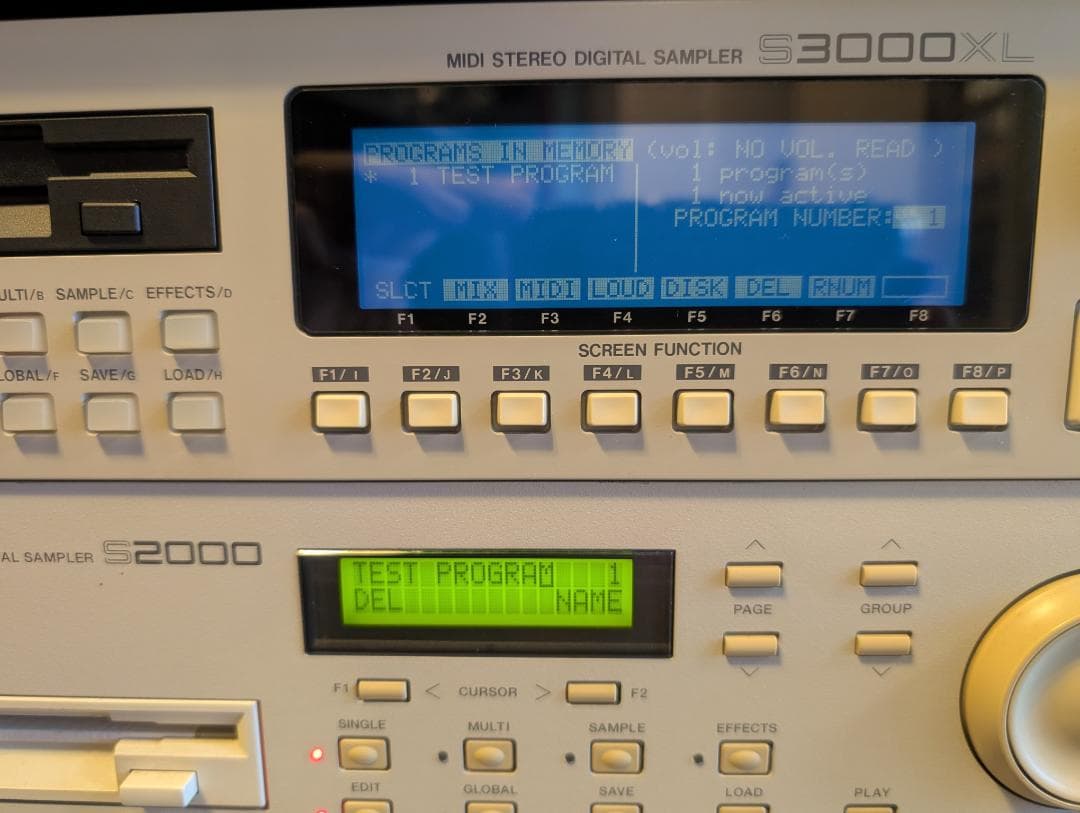 MIDI STEREO DIGITAL SAMPLER S3000XL
PROGRAMS IN MEMORY (vol: NO VOL. READ )
* 1 TEST PROGRAM 1 program(s)
1 now active
PROGRAM NUMBER: 1
SLCT MIX MIDI LOUD DISK DEL RNUM
F1 F2 F3 F4 F5 F6 F7 F8
SCREEN FUNCTION
ULTI/B SAMPLE/C EFFECTS/D
LOBAL/F SAVE/G LOAD/H
F1/I F2/J F3/K F4/L F5/M F6/N F7/O F8/P
AL SAMPLER S2000
TEST PROGRAM 1
DEL NAME
PAGE GROUP
F1 < CURSOR > F2
SINGLE MULTI SAMPLE EFFECTS
EDIT GLOBAL SAVE LOAD PLAY